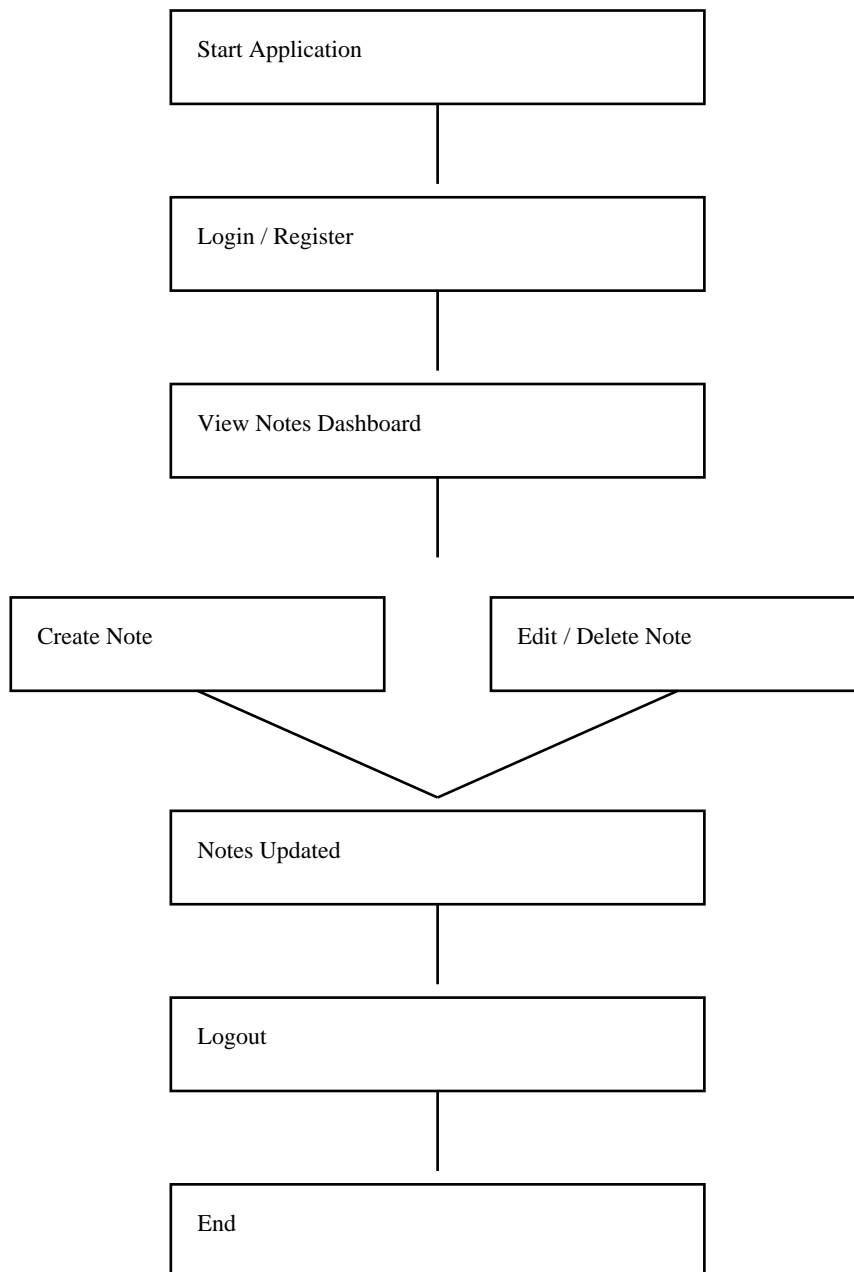 Start Application
Login / Register
View Notes Dashboard
Create Note
Edit / Delete Note
Notes Updated
Logout
End